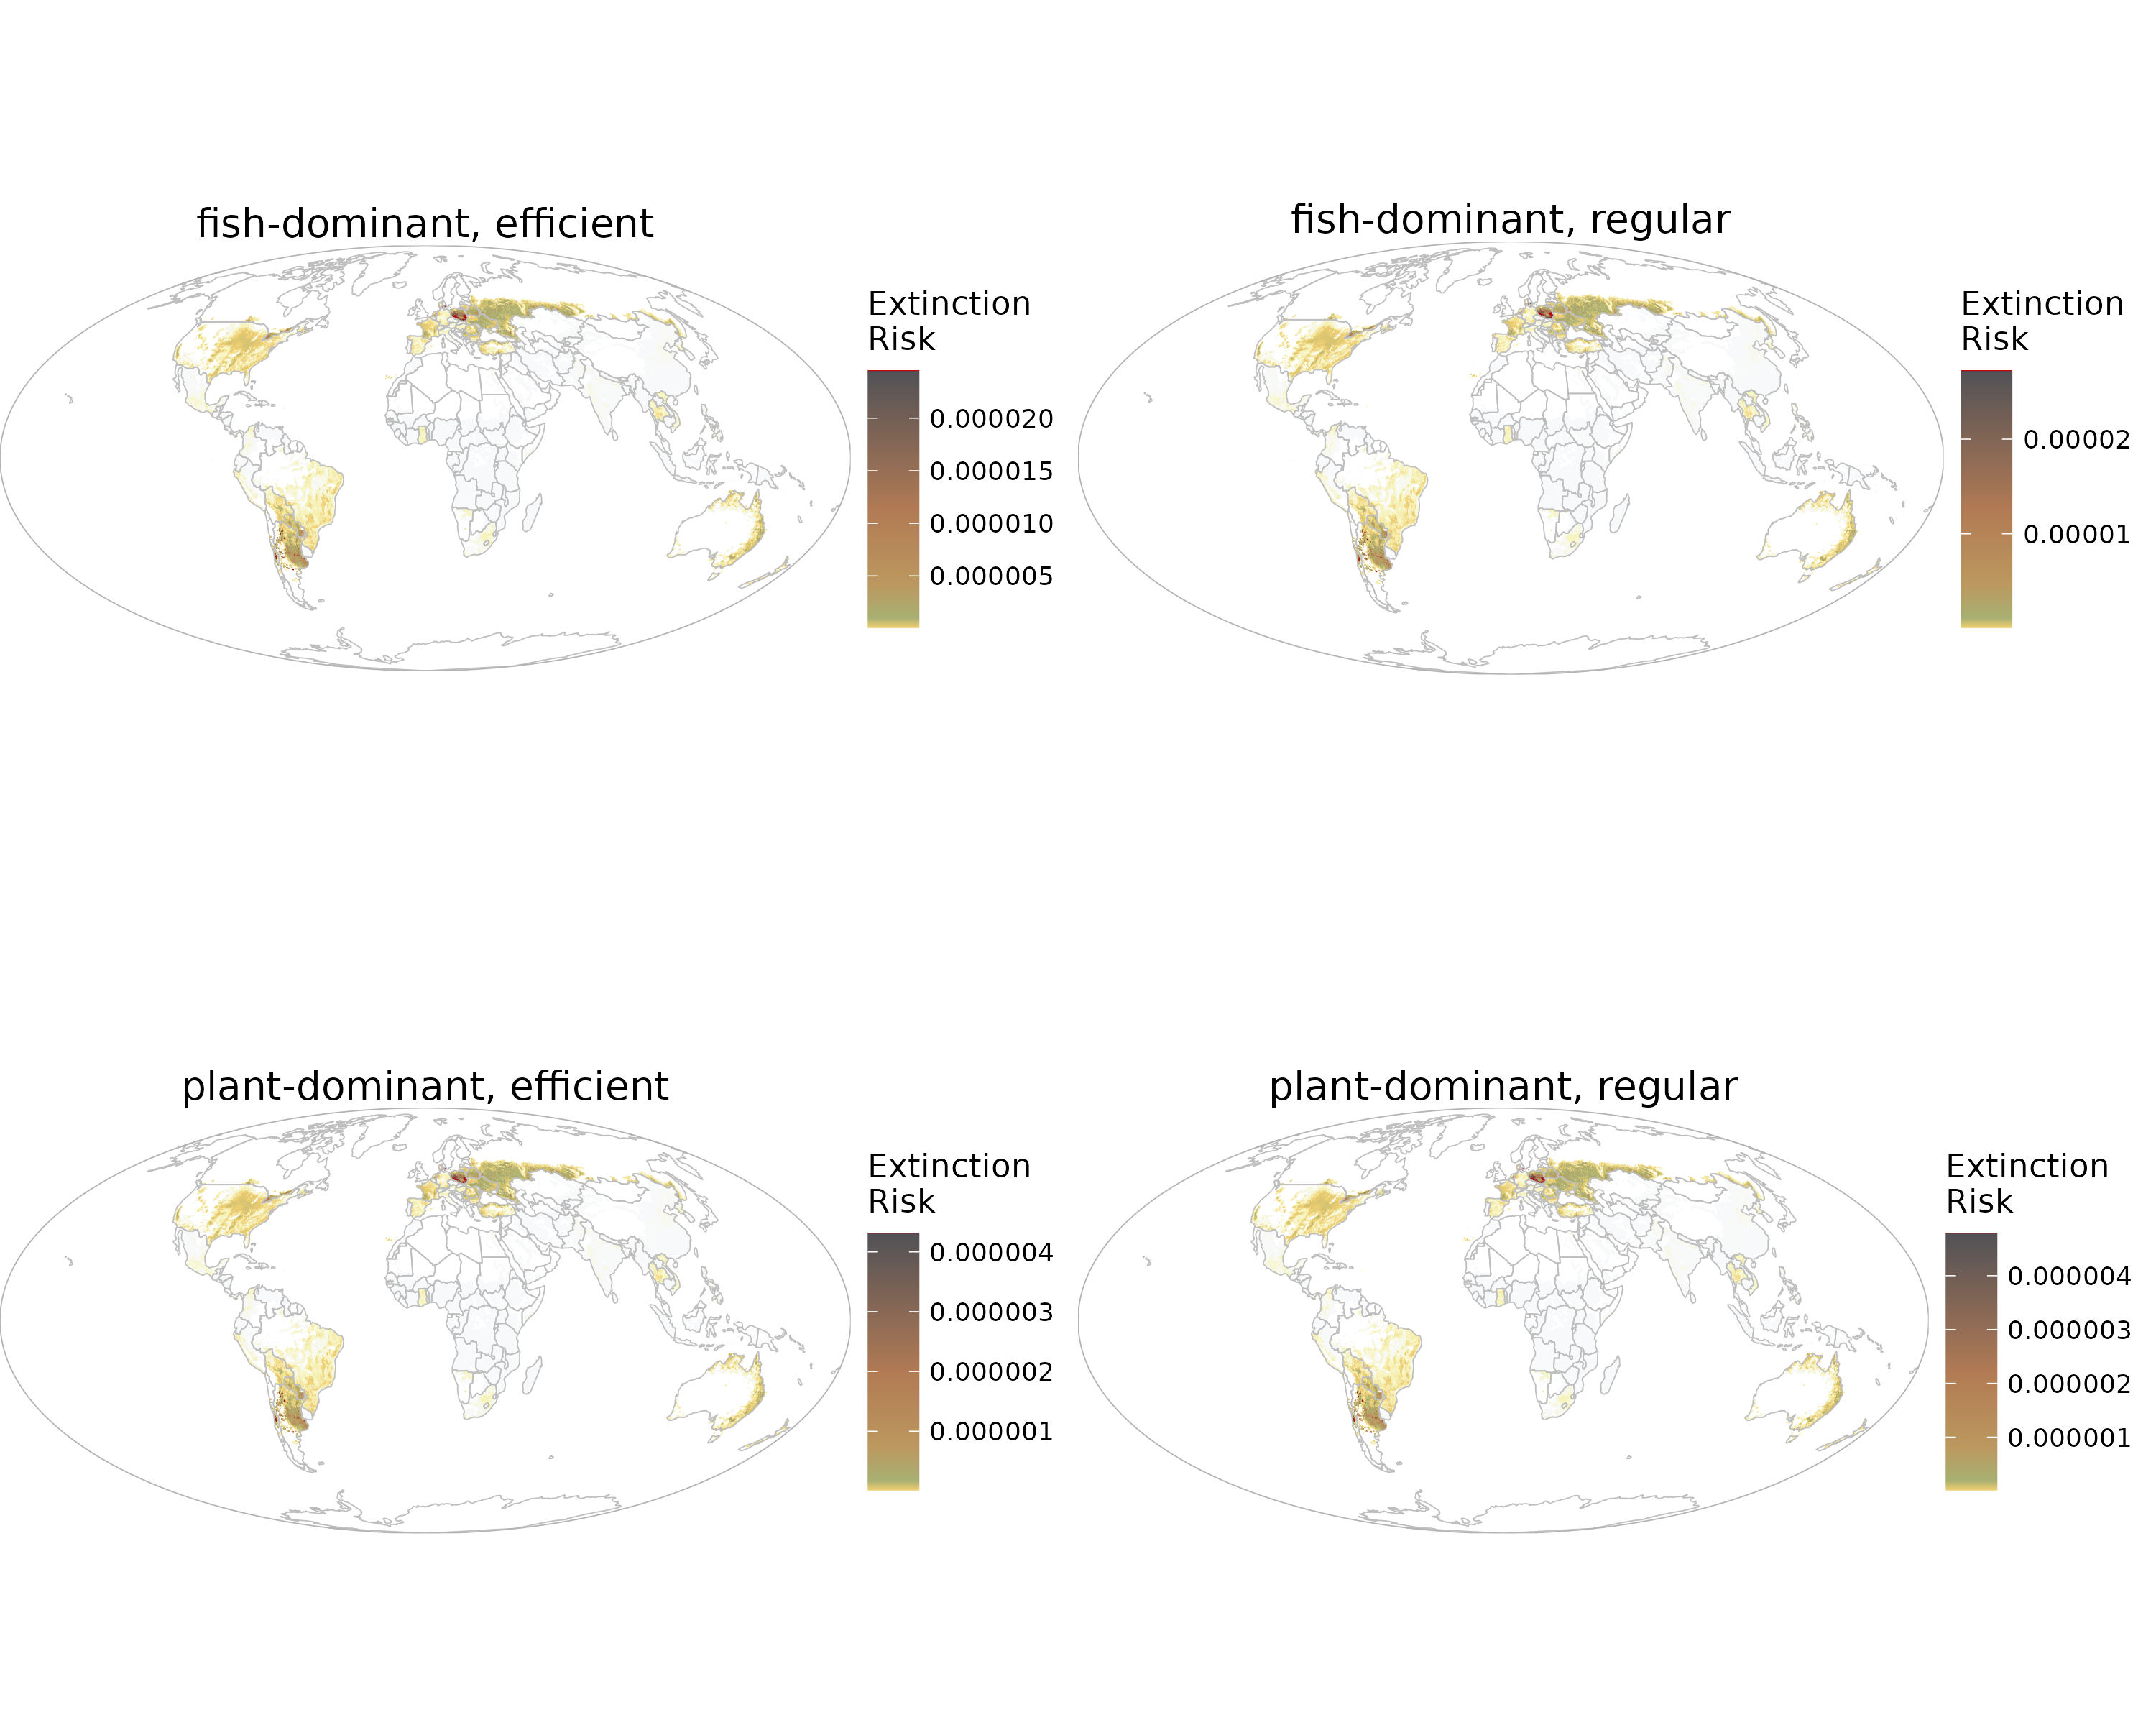 fish-dominant, efficient
Extinction
Risk
0.000020
0.000015
0.000010
0.000005
fish-dominant, regular
Extinction
Risk
0.00002
0.00001
plant-dominant, efficient
Extinction
Risk
0.000004
0.000003
0.000002
0.000001
plant-dominant, regular
Extinction
Risk
0.000004
0.000003
0.000002
0.000001